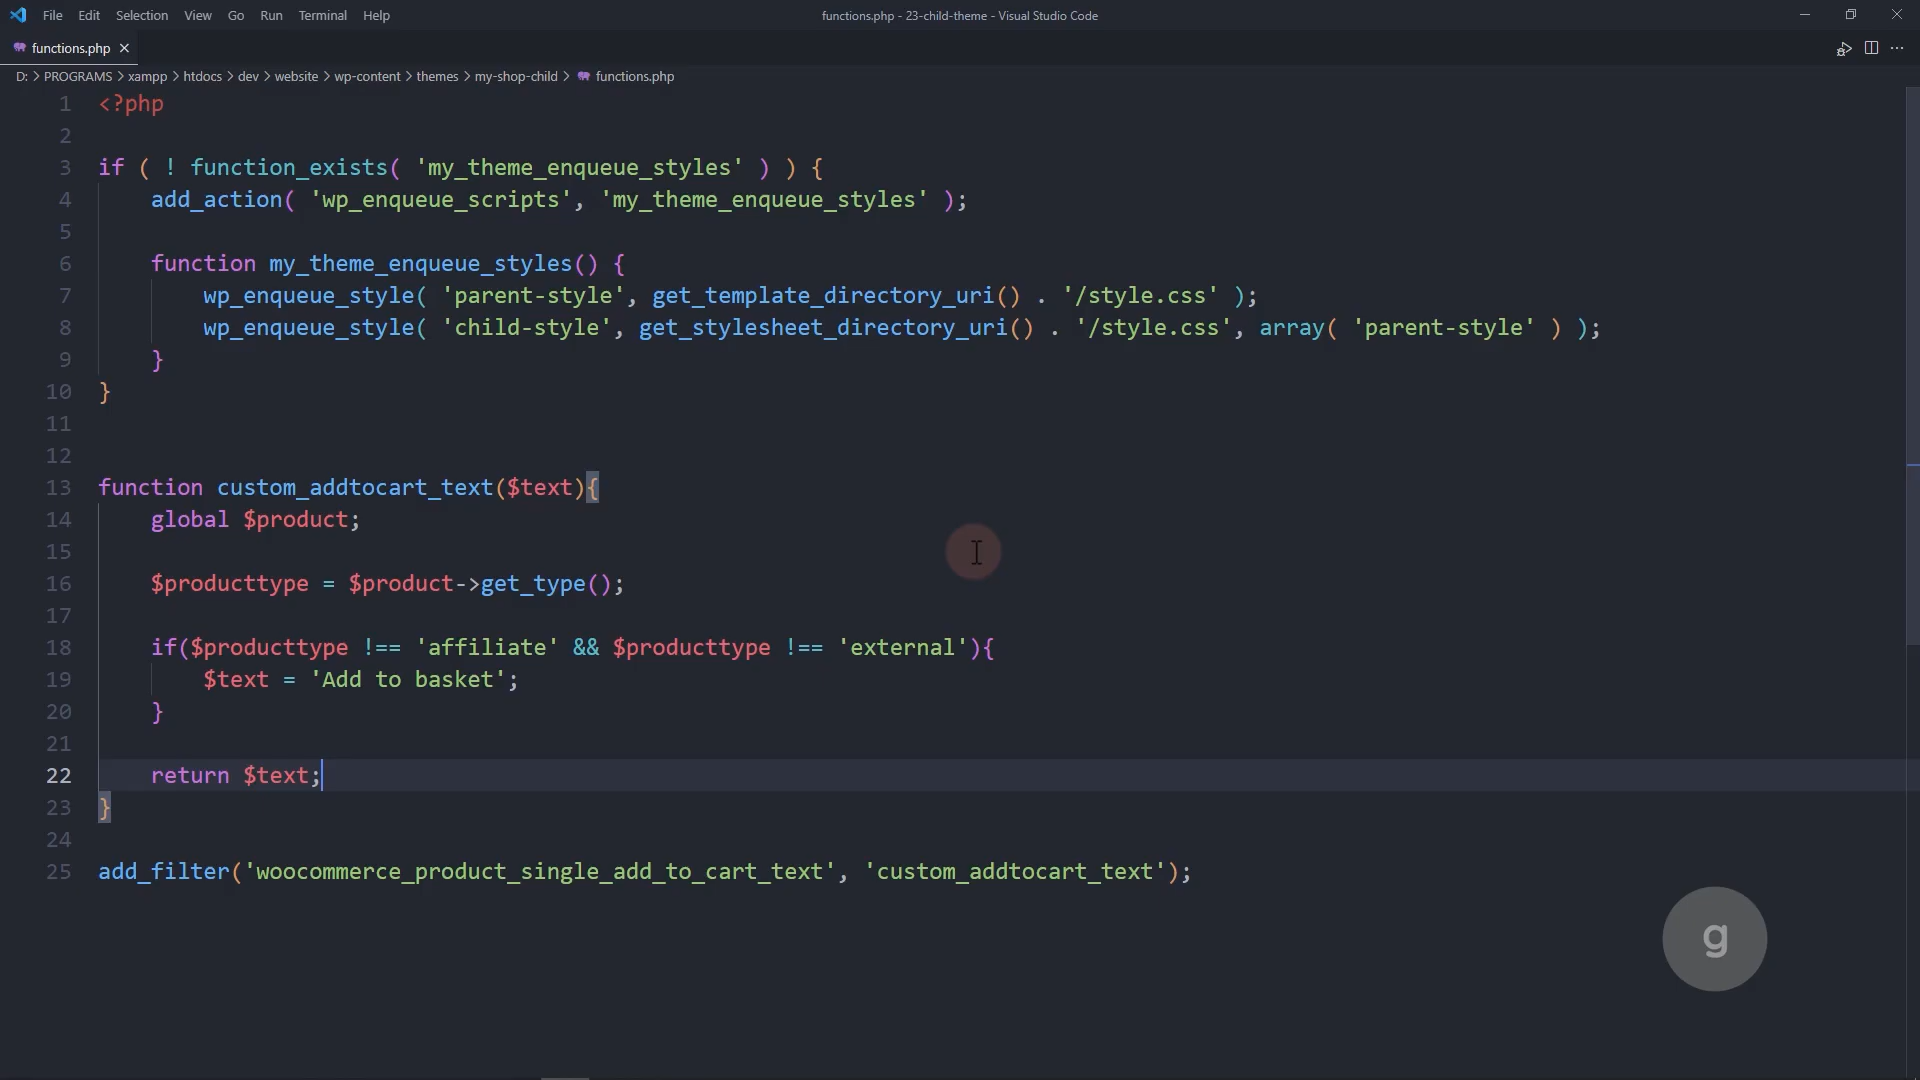 File Edit Selection View Go Run Terminal Help
functions.php - 23-child-theme - Visual Studio Code
functions.php
D: > PROGRAMS > xampp > htdocs > dev > website > wp-content > themes > my-shop-child > functions.php
1 <?php
2
3 if ( ! function_exists( 'my_theme_enqueue_styles' ) ) {
4     add_action( 'wp_enqueue_scripts', 'my_theme_enqueue_styles' );
5
6     function my_theme_enqueue_styles() {
7         wp_enqueue_style( 'parent-style', get_template_directory_uri() . '/style.css' );
8         wp_enqueue_style( 'child-style', get_stylesheet_directory_uri() . '/style.css', array( 'parent-style' ) );
9     }
10 }
11
12
13 function custom_addtocart_text($text){
14     global $product;
15
16     $producttype = $product->get_type();
17
18     if($producttype !== 'affiliate' && $producttype !== 'external'){
19         $text = 'Add to basket';
20     }
21
22     return $text;
23 }
24
25 add_filter('woocommerce_product_single_add_to_cart_text', 'custom_addtocart_text');
g